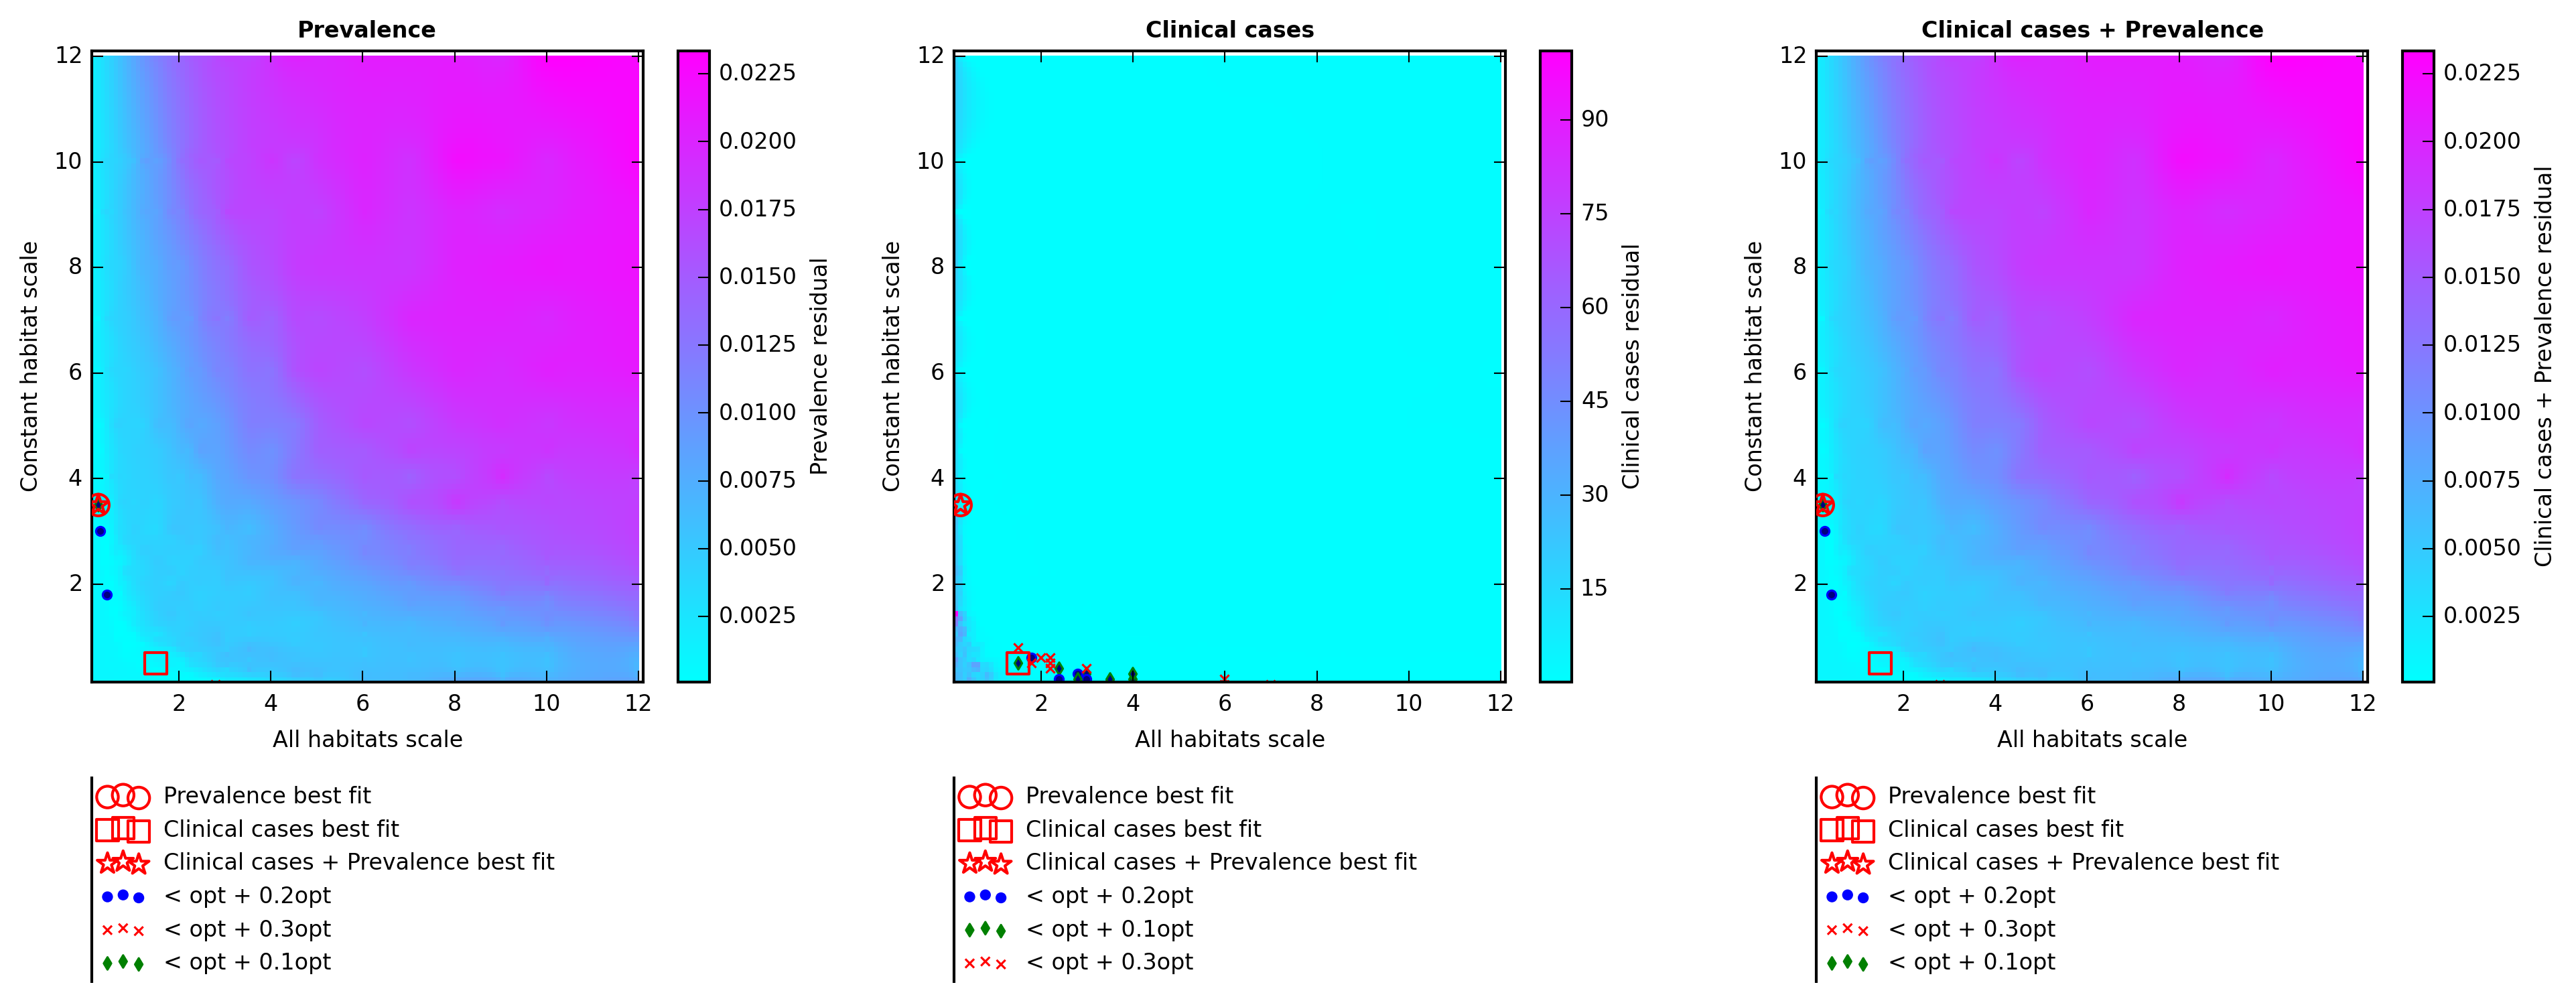 Prevalence
12
10
8
6
4
2
Constant habitat scale
2 4 6 8 10 12
All habitats scale
0.0225
0.0200
0.0175
0.0150
0.0125
0.0100
0.0075
0.0050
0.0025
Prevalence residual
Prevalence best fit
Clinical cases best fit
Clinical cases + Prevalence best fit
< opt + 0.2opt
< opt + 0.3opt
< opt + 0.1opt
Clinical cases
12
10
8
6
4
2
Constant habitat scale
2 4 6 8 10 12
All habitats scale
90
75
60
45
30
15
Clinical cases residual
Prevalence best fit
Clinical cases best fit
Clinical cases + Prevalence best fit
< opt + 0.2opt
< opt + 0.1opt
< opt + 0.3opt
Clinical cases + Prevalence
12
10
8
6
4
2
Constant habitat scale
2 4 6 8 10 12
All habitats scale
0.0225
0.0200
0.0175
0.0150
0.0125
0.0100
0.0075
0.0050
0.0025
Clinical cases + Prevalence residual
Prevalence best fit
Clinical cases best fit
Clinical cases + Prevalence best fit
< opt + 0.2opt
< opt + 0.3opt
< opt + 0.1opt